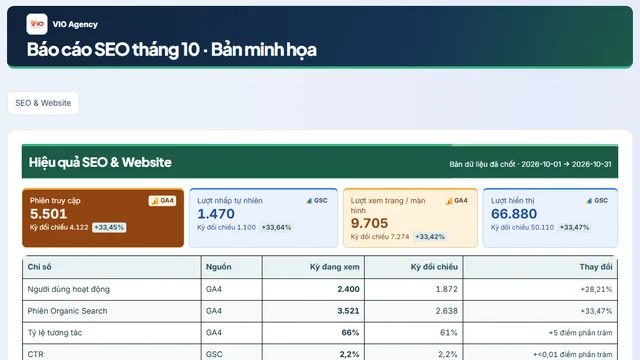 VIO
VIO Agency
Báo cáo SEO tháng 10 · Bản minh họa
SEO & Website
Hiệu quả SEO & Website
Bản dữ liệu đã chốt · 2026-10-01 → 2026-10-31
Phiên truy cập
GA4
5.501
Kỳ đối chiếu 4.122 +33,45%
Lượt nhấp tự nhiên
GSC
1.470
Kỳ đối chiếu 1.100 +33,64%
Lượt xem trang / màn
hình
GA4
9.705
Kỳ đối chiếu 7.274 +33,42%
Lượt hiển thị
GSC
66.880
Kỳ đối chiếu 50.110 +33,47%
Chỉ số Nguồn Kỳ đang xem Kỳ đối chiếu Thay đổi
Người dùng hoạt động GA4 2.400 1.872 +28,21%
Phiên Organic Search GA4 3.521 2.638 +33,47%
Tỷ lệ tương tác GA4 66% 61% +5 điểm phần trăm
CTR GSC 2,2% 2,2% +<0,01 điểm phần trăm